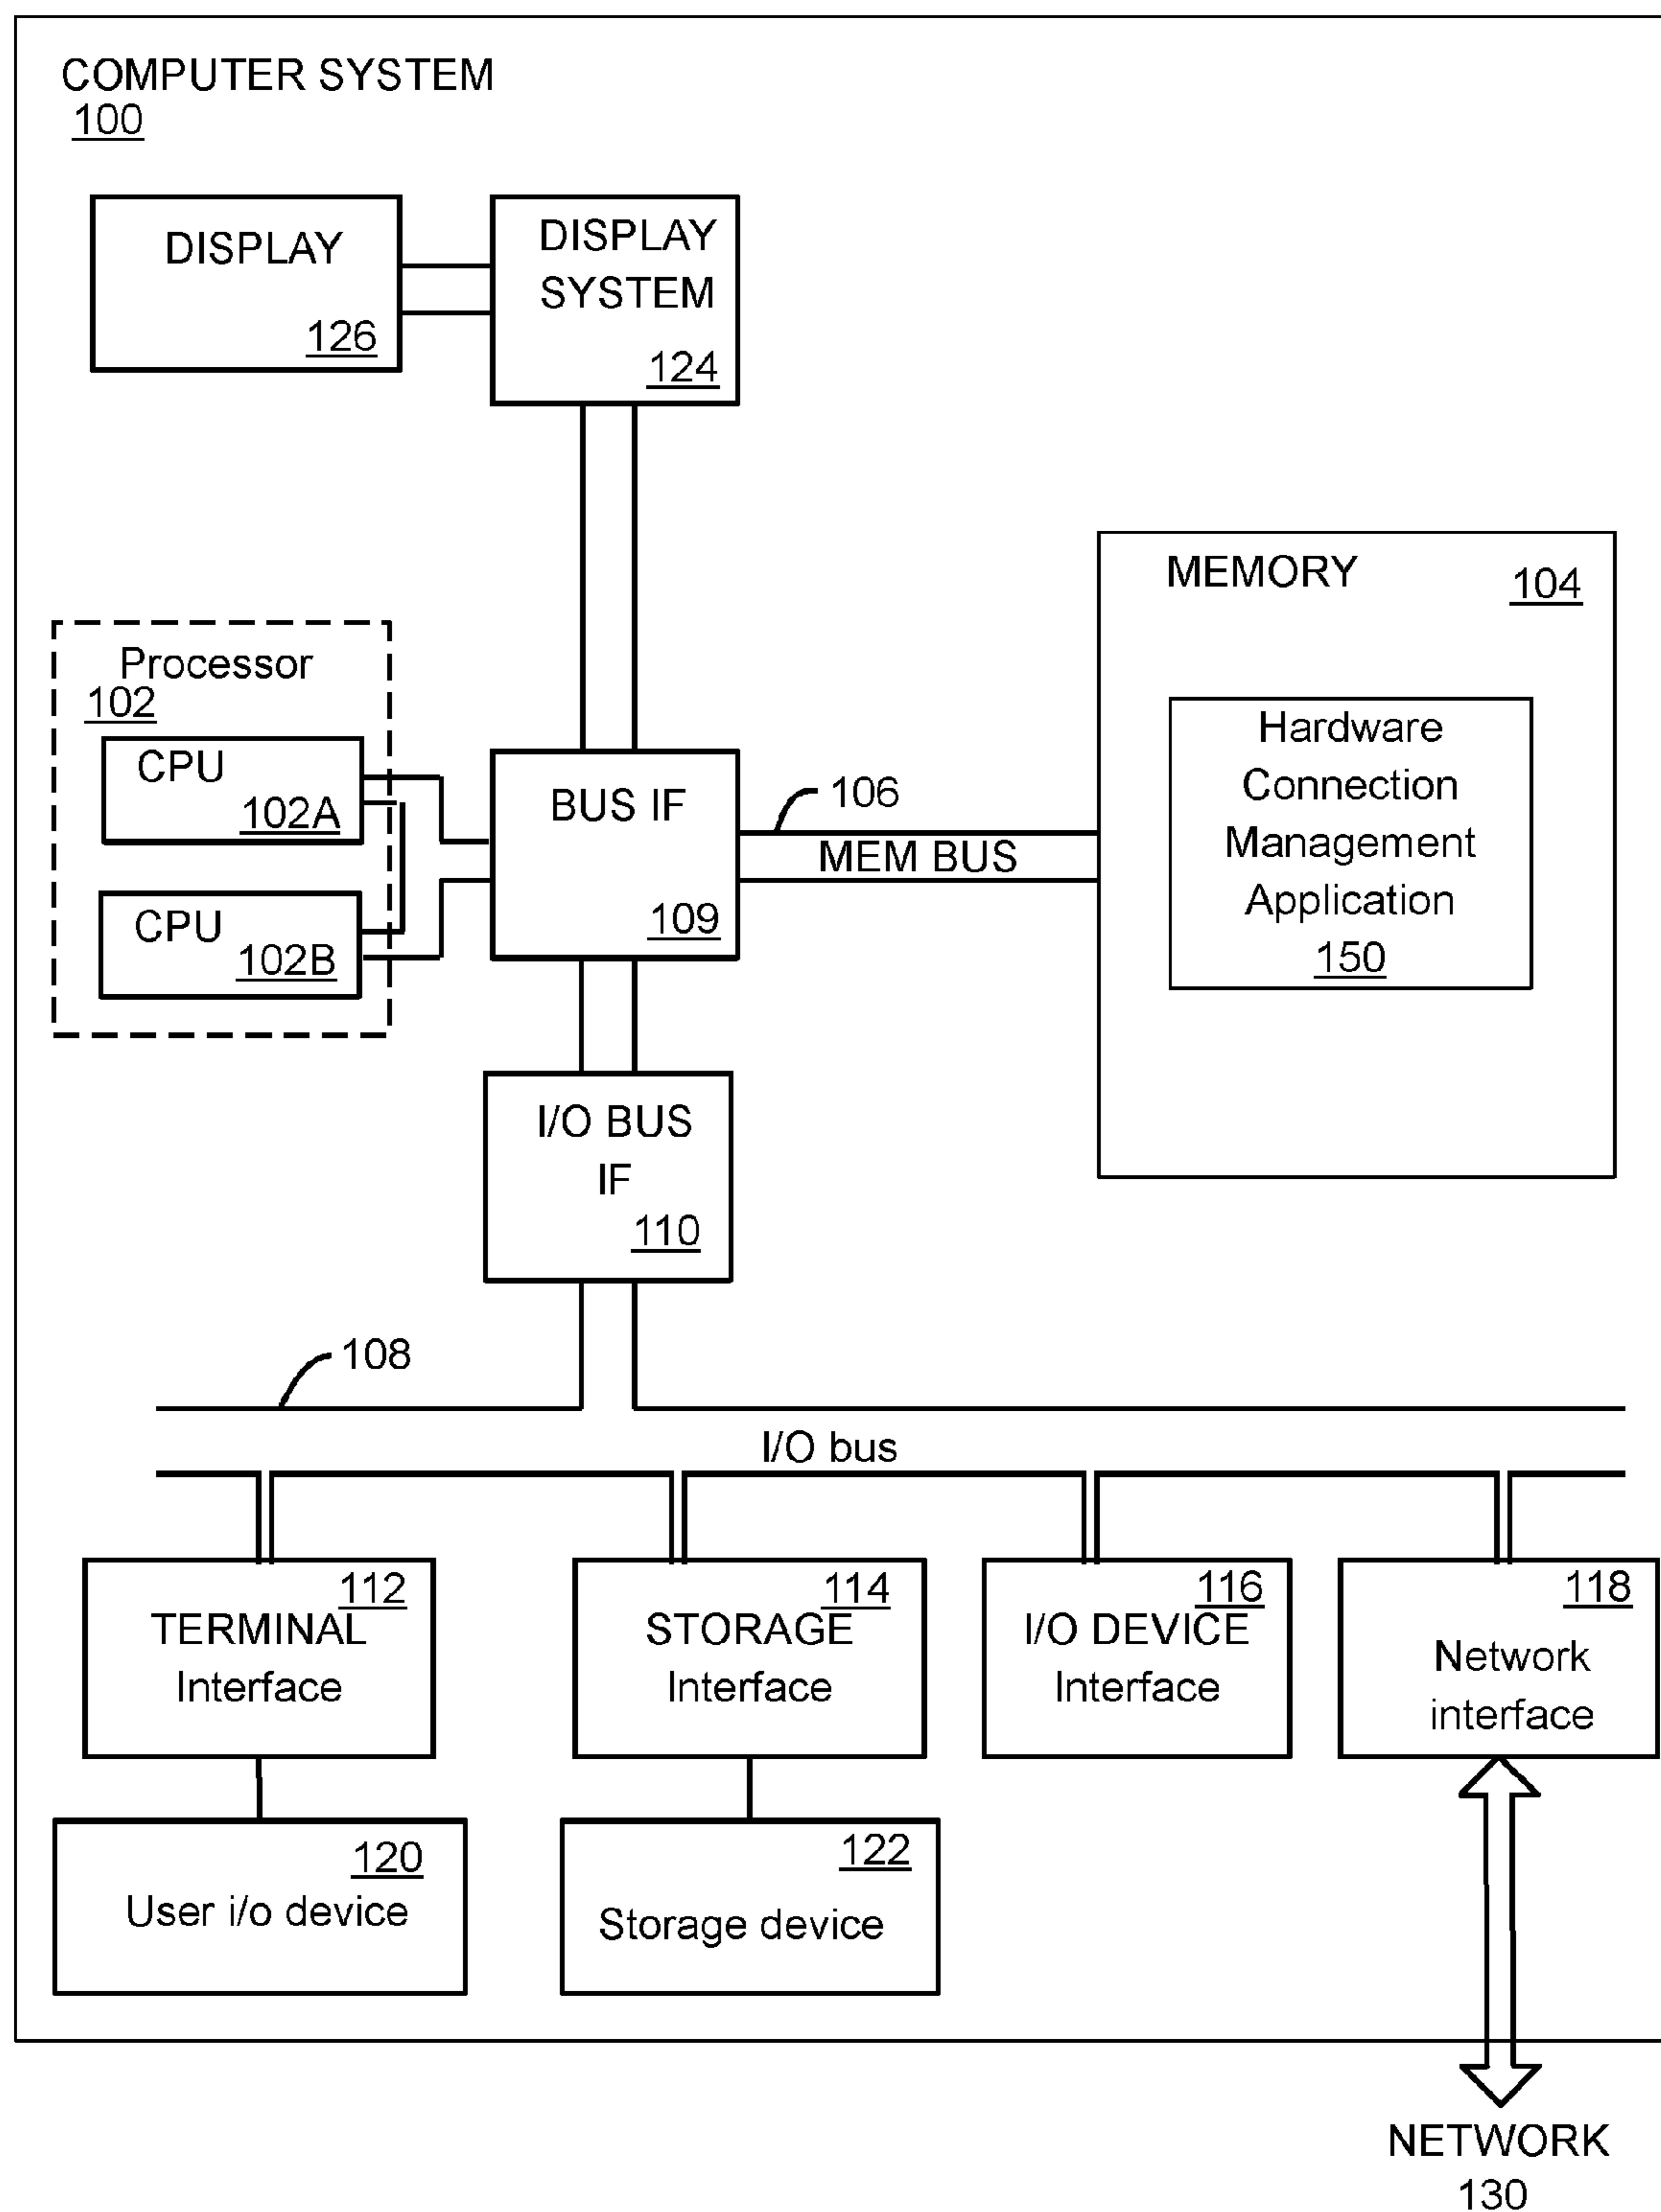 COMPUTER SYSTEM
100
DISPLAY
126
DISPLAY
SYSTEM
124
MEMORY
104
Hardware
Connection
Management
Application
150
Processor
102
CPU
102A
CPU
102B
BUS IF
109
106
MEM BUS
I/O BUS
IF
110
108
I/O bus
112
TERMINAL
Interface
114
STORAGE
Interface
116
I/O DEVICE
Interface
118
Network
interface
120
User i/o device
122
Storage device
NETWORK
130